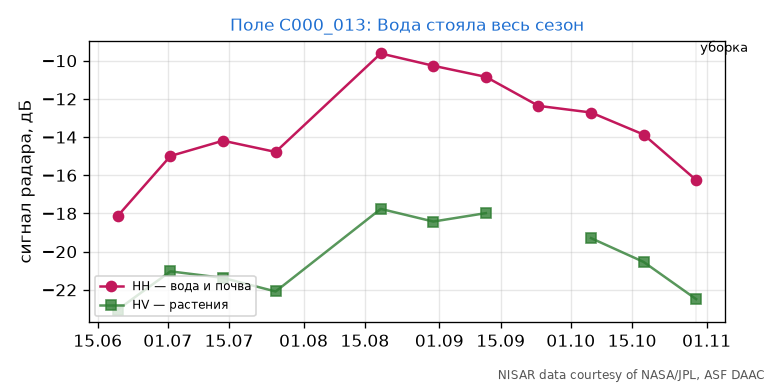 Поле C000_013: Вода стояла весь сезон
уборка
сигнал радара, дБ
−10
−12
−14
−16
−18
−20
−22
HH — вода и почва
HV — растения
15.06 01.07 15.07 01.08 15.08 01.09 15.09 01.10 15.10 01.11
NISAR data courtesy of NASA/JPL, ASF DAAC